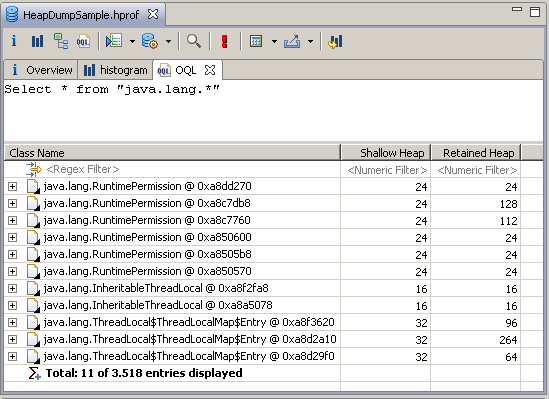 HeapDumpSample.hprof
i OQL
i Overview histogram OQL
Select * from "java.lang.*"
Class Name Shallow Heap Retained Heap
<Regex Filter> <Numeric Filter> <Numeric Filter>
java.lang.RuntimePermission @ 0xa8dd270 24 24
java.lang.RuntimePermission @ 0xa8c7db8 24 128
java.lang.RuntimePermission @ 0xa8c7760 24 112
java.lang.RuntimePermission @ 0xa850600 24 24
java.lang.RuntimePermission @ 0xa8505b8 24 24
java.lang.RuntimePermission @ 0xa850570 24 24
java.lang.InheritableThreadLocal @ 0xa8f2fa8 16 16
java.lang.InheritableThreadLocal @ 0xa8a5078 16 16
java.lang.ThreadLocal$ThreadLocalMap$Entry @ 0xa8f3620 32 96
java.lang.ThreadLocal$ThreadLocalMap$Entry @ 0xa8d2a10 32 264
java.lang.ThreadLocal$ThreadLocalMap$Entry @ 0xa8d29f0 32 64
Total: 11 of 3.518 entries displayed